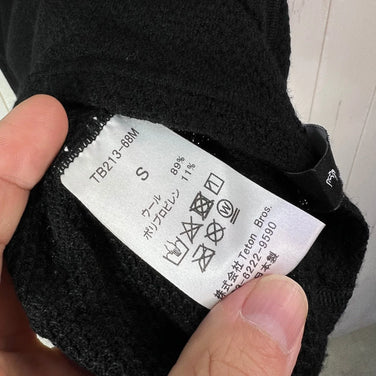 TB213-68M
S
ウール 89%
ポリプロピレン 11%
W
株式会社Teton Bros.
-6222-9590
日本製